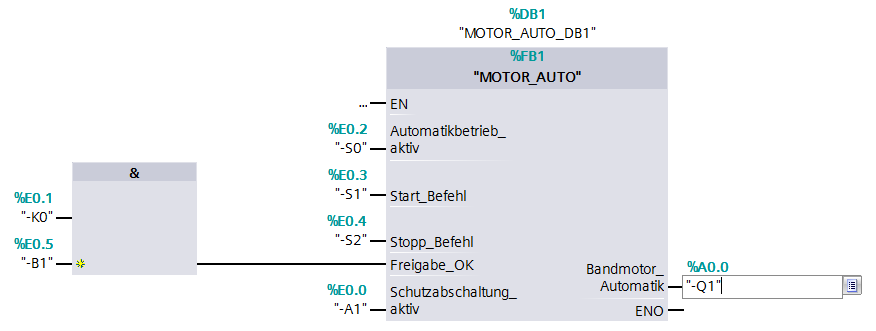 %DB1
"MOTOR_AUTO_DB1"
%FB1
"MOTOR_AUTO"
... EN
%E0.2
"-S0"
Automatikbetrieb_
aktiv
%E0.3
"-S1"
Start_Befehl
%E0.4
"-S2"
Stopp_Befehl
&
%E0.1
"-K0"
%E0.5
"-B1"
Freigabe_OK
%E0.0
"-A1"
Schutzabschaltung_
aktiv
Bandmotor_
Automatik
%A0.0
"-Q1"
ENO